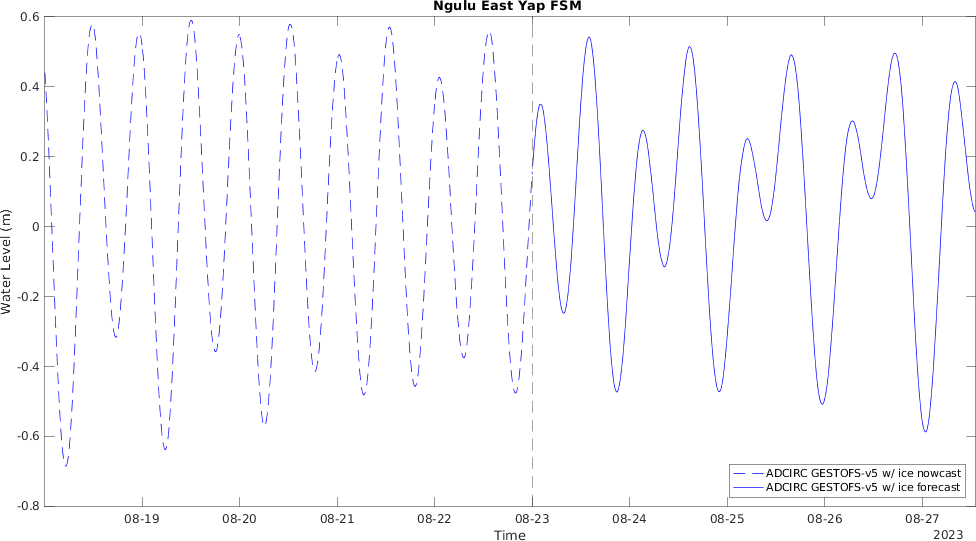 Ngulu East Yap FSM
0.6
0.4
0.2
0
-0.2
-0.4
-0.6
-0.8
Water Level (m)
ADCIRC GESTOFS-v5 w/ ice nowcast
ADCIRC GESTOFS-v5 w/ ice forecast
08-19 08-20 08-21 08-22 08-23 08-24 08-25 08-26 08-27
Time
2023